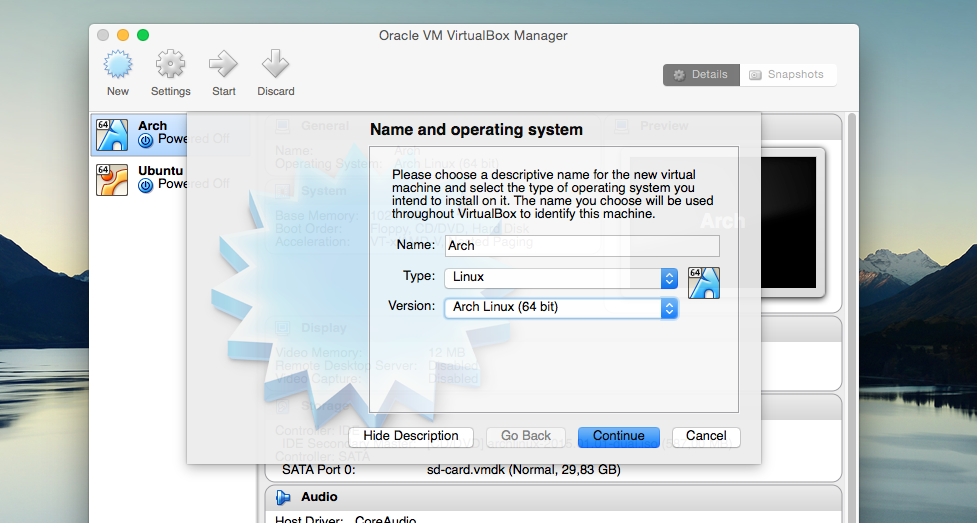 Oracle VM VirtualBox Manager
New
Settings
Start
Discard
Details
Snapshots
64
Arch
Powered Off
64
Ubuntu
Powered Off
General
Preview
Name: Arch
Operating System: Arch Linux (64 bit)
System
Base Memory: 102
Boot Order: Floppy, CD/DVD, Hard Disk
Acceleration: VT-x/ Paging
Arch
Display
Video Memory: 12 MB
Remote Desktop Server: Disabled
Video Capture: Disabled
Storage
Controller: IDE
IDE Secondary
Controller: SATA
SATA Port 0: sd-card.vmdk (Normal, 29,83 GB)
Audio
Host Driver: CoreAudio
Name and operating system
Please choose a descriptive name for the new virtual
machine and select the type of operating system you
intend to install on it. The name you choose will be used
throughout VirtualBox to identify this machine.
Name: Arch
Type: Linux
64
Version: Arch Linux (64 bit)
Hide Description
Go Back
Continue
Cancel